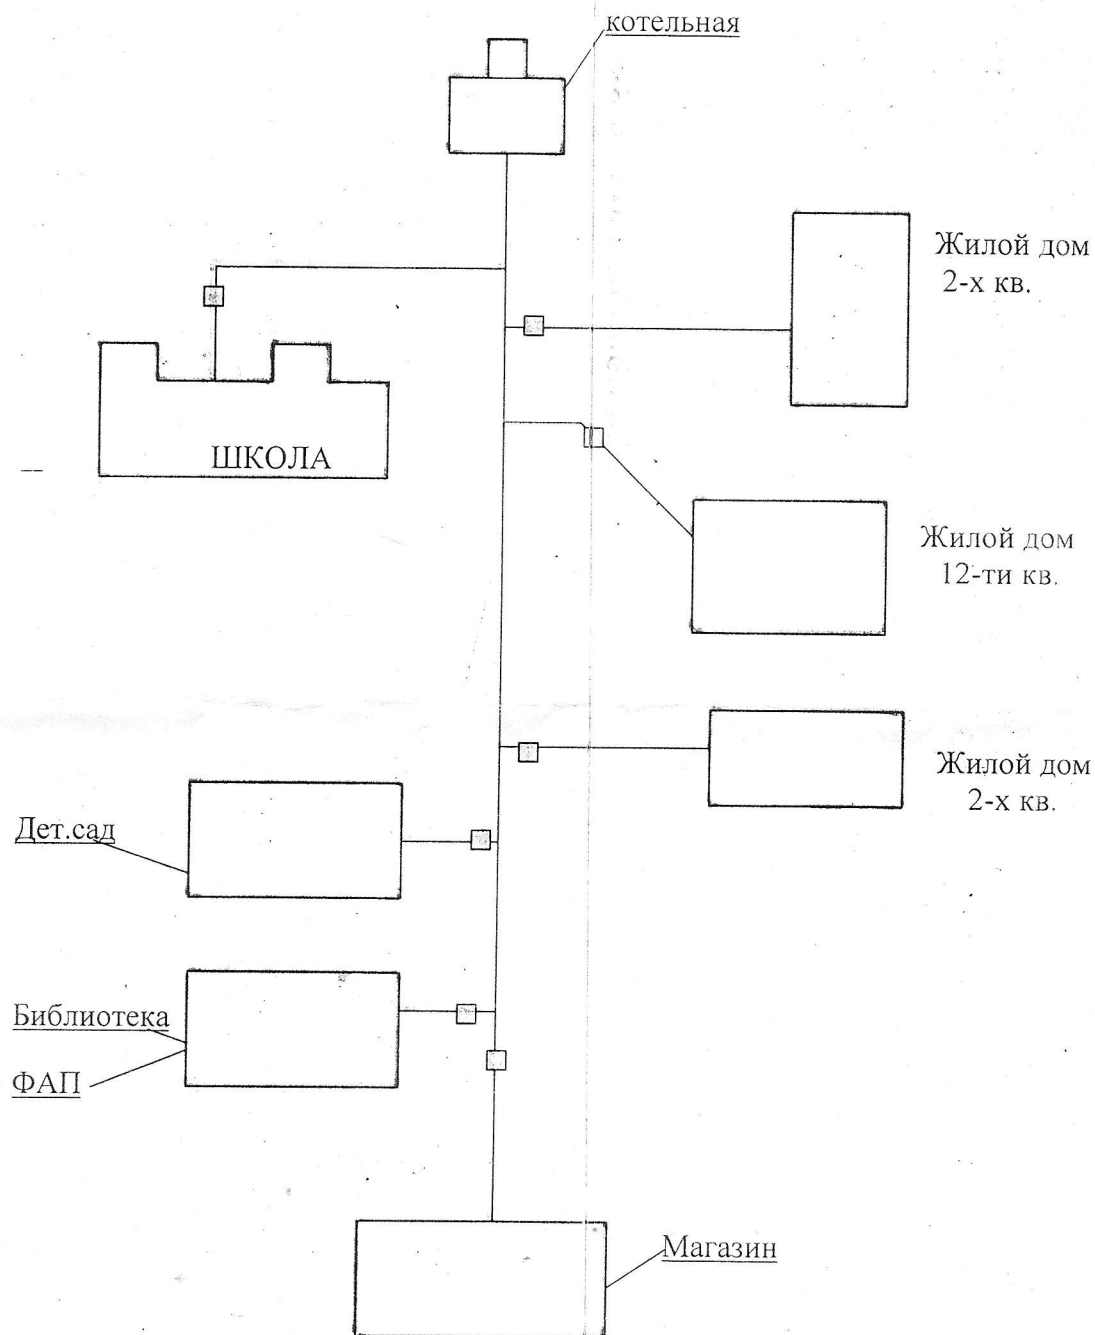 котельная
Жилой дом
2-х кв.
ШКОЛА
Жилой дом
12-ти кв.
Жилой дом
2-х кв.
Дет.сад
Библиотека
ФАП
Магазин